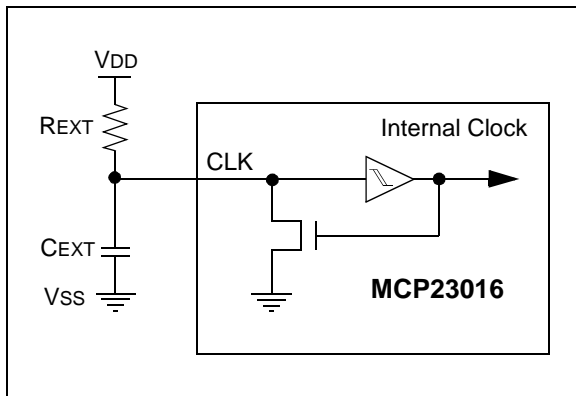 VDD
REXT
Internal Clock
CLK
CEXT
VSS
MCP23016